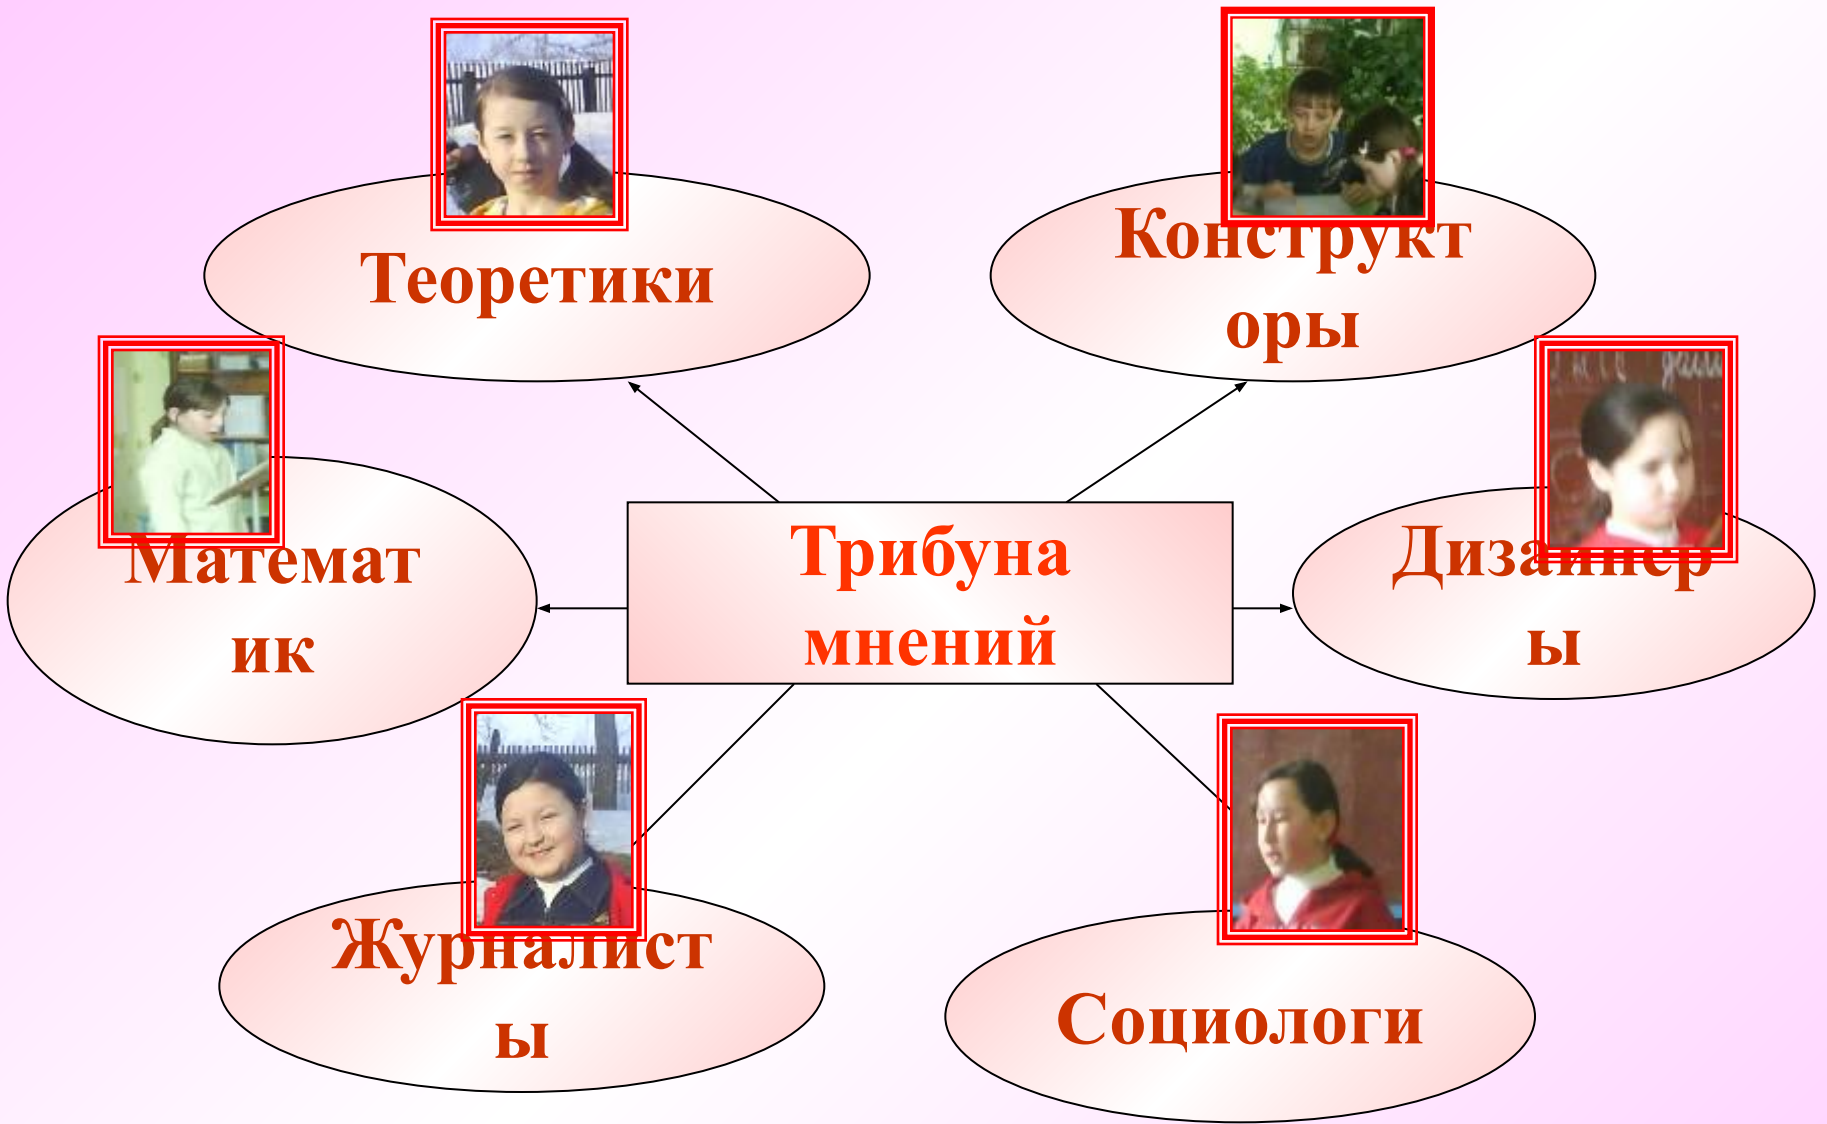 Теоретики
Конструкт
оры
Математ
ик
Трибуна
мнений
Дизайнер
ы
Журналист
ы
Социологи